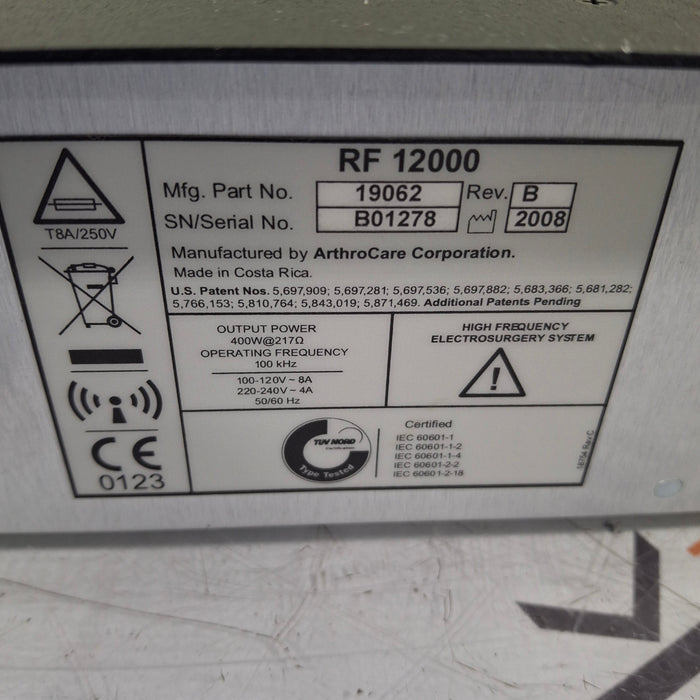 RF 12000
Mfg. Part No. 19062 Rev. B
SN/Serial No. B01278 2008
Manufactured by ArthroCare Corporation.
Made in Costa Rica.
U.S. Patent Nos. 5,697,909; 5,697,281; 5,697,536; 5,697,882; 5,683,366; 5,681,282;
5,766,153; 5,810,764; 5,843,019; 5,871,469. Additional Patents Pending
T8A/250V
CE
0123
OUTPUT POWER
400W@217Ω
OPERATING FREQUENCY
100 kHz
100-120V ~ 8A
220-240V ~ 4A
50/60 Hz
HIGH FREQUENCY
ELECTROSURGERY SYSTEM
!
TÜV NORD
Certification
Type Tested
Certified
IEC 60601-1
IEC 60601-1-2
IEC 60601-1-4
IEC 60601-2-2
IEC 60601-2-18
18754 Rev.C